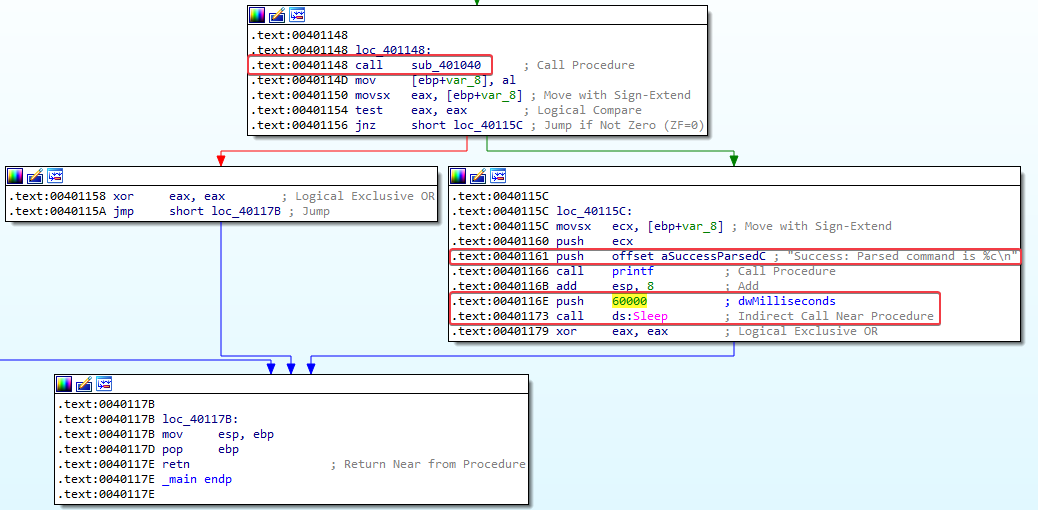 .text:00401148
.text:00401148 loc_401148:
.text:00401148 call sub_401040 ; Call Procedure
.text:0040114D mov [ebp+var_8], al
.text:00401150 movsx eax, [ebp+var_8] ; Move with Sign-Extend
.text:00401154 test eax, eax ; Logical Compare
.text:00401156 jnz short loc_40115C ; Jump if Not Zero (ZF=0)
.text:00401158 xor eax, eax ; Logical Exclusive OR
.text:0040115A jmp short loc_40117B ; Jump
.text:0040115C
.text:0040115C loc_40115C:
.text:0040115C movsx ecx, [ebp+var_8] ; Move with Sign-Extend
.text:00401160 push ecx
.text:00401161 push offset aSuccessParsedC ; "Success: Parsed command is %c\n"
.text:00401166 call printf ; Call Procedure
.text:0040116B add esp, 8 ; Add
.text:0040116E push 60000 ; dwMilliseconds
.text:00401173 call ds:Sleep ; Indirect Call Near Procedure
.text:00401179 xor eax, eax ; Logical Exclusive OR
.text:0040117B
.text:0040117B loc_40117B:
.text:0040117B mov esp, ebp
.text:0040117D pop ebp
.text:0040117E retn ; Return Near from Procedure
.text:0040117E _main endp
.text:0040117E